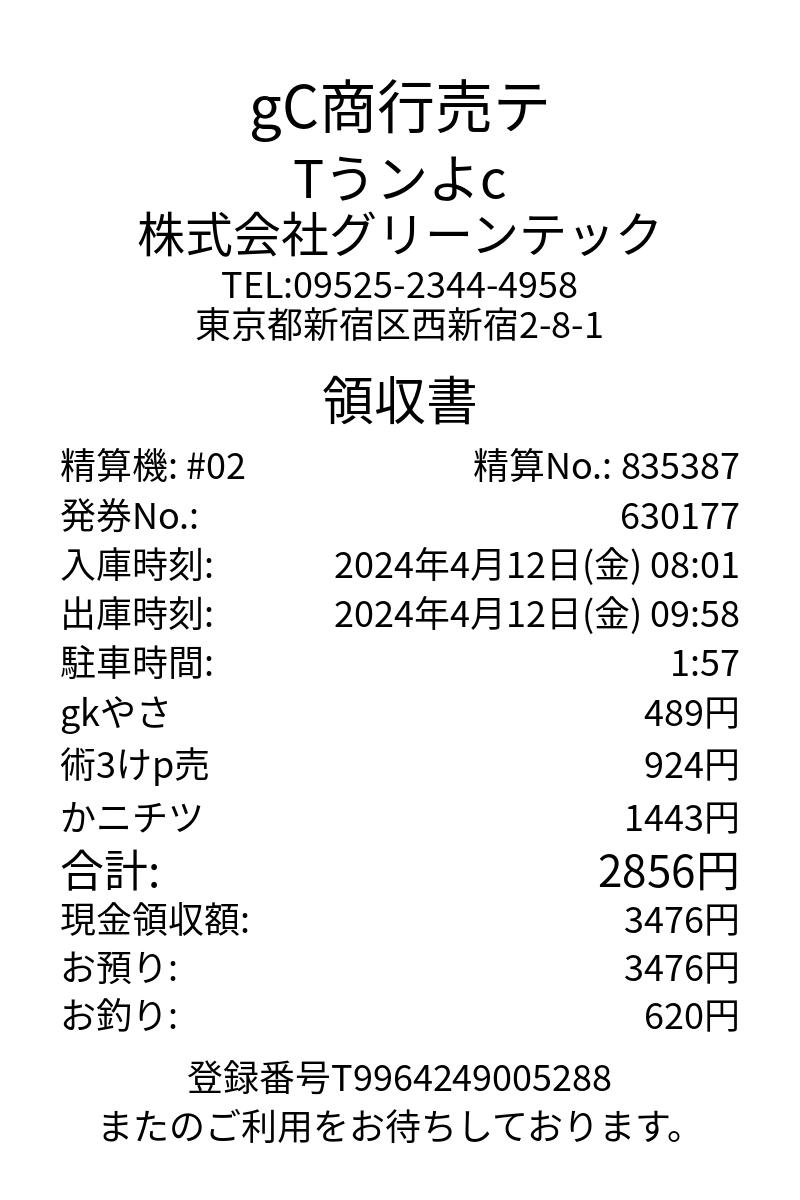 gC商行売テ
Tうンよc
株式会社グリーンテック
TEL:09525-2344-4958
東京都新宿区西新宿2-8-1
領収書
精算機: #02 精算No.: 835387
発券No.: 630177
入庫時刻: 2024年4月12日(金) 08:01
出庫時刻: 2024年4月12日(金) 09:58
駐車時間: 1:57
gkやさ 489円
術3けp売 924円
かニチツ 1443円
合計: 2856円
現金領収額: 3476円
お預り: 3476円
お釣り: 620円
登録番号T9964249005288
またのご利用をお待ちしております。